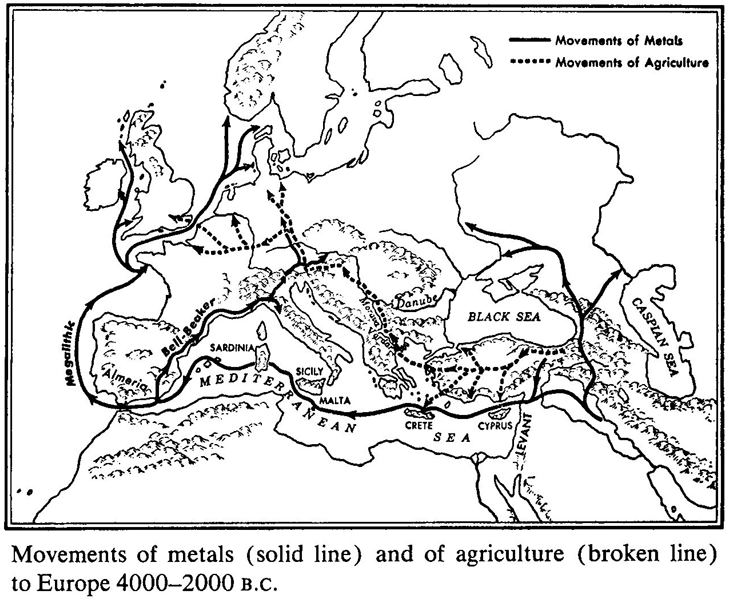 Movements of Metals
Movements of Agriculture
Megalithic
Bell-Beaker
Almeria
SARDINIA
SICILY
MALTA
MEDITERRANEAN
SEA
CRETE
CYPRUS
LEVANT
Danube
BLACK SEA
CASPIAN SEA
Movements of metals (solid line) and of agriculture (broken line)
to Europe 4000–2000 B.C.